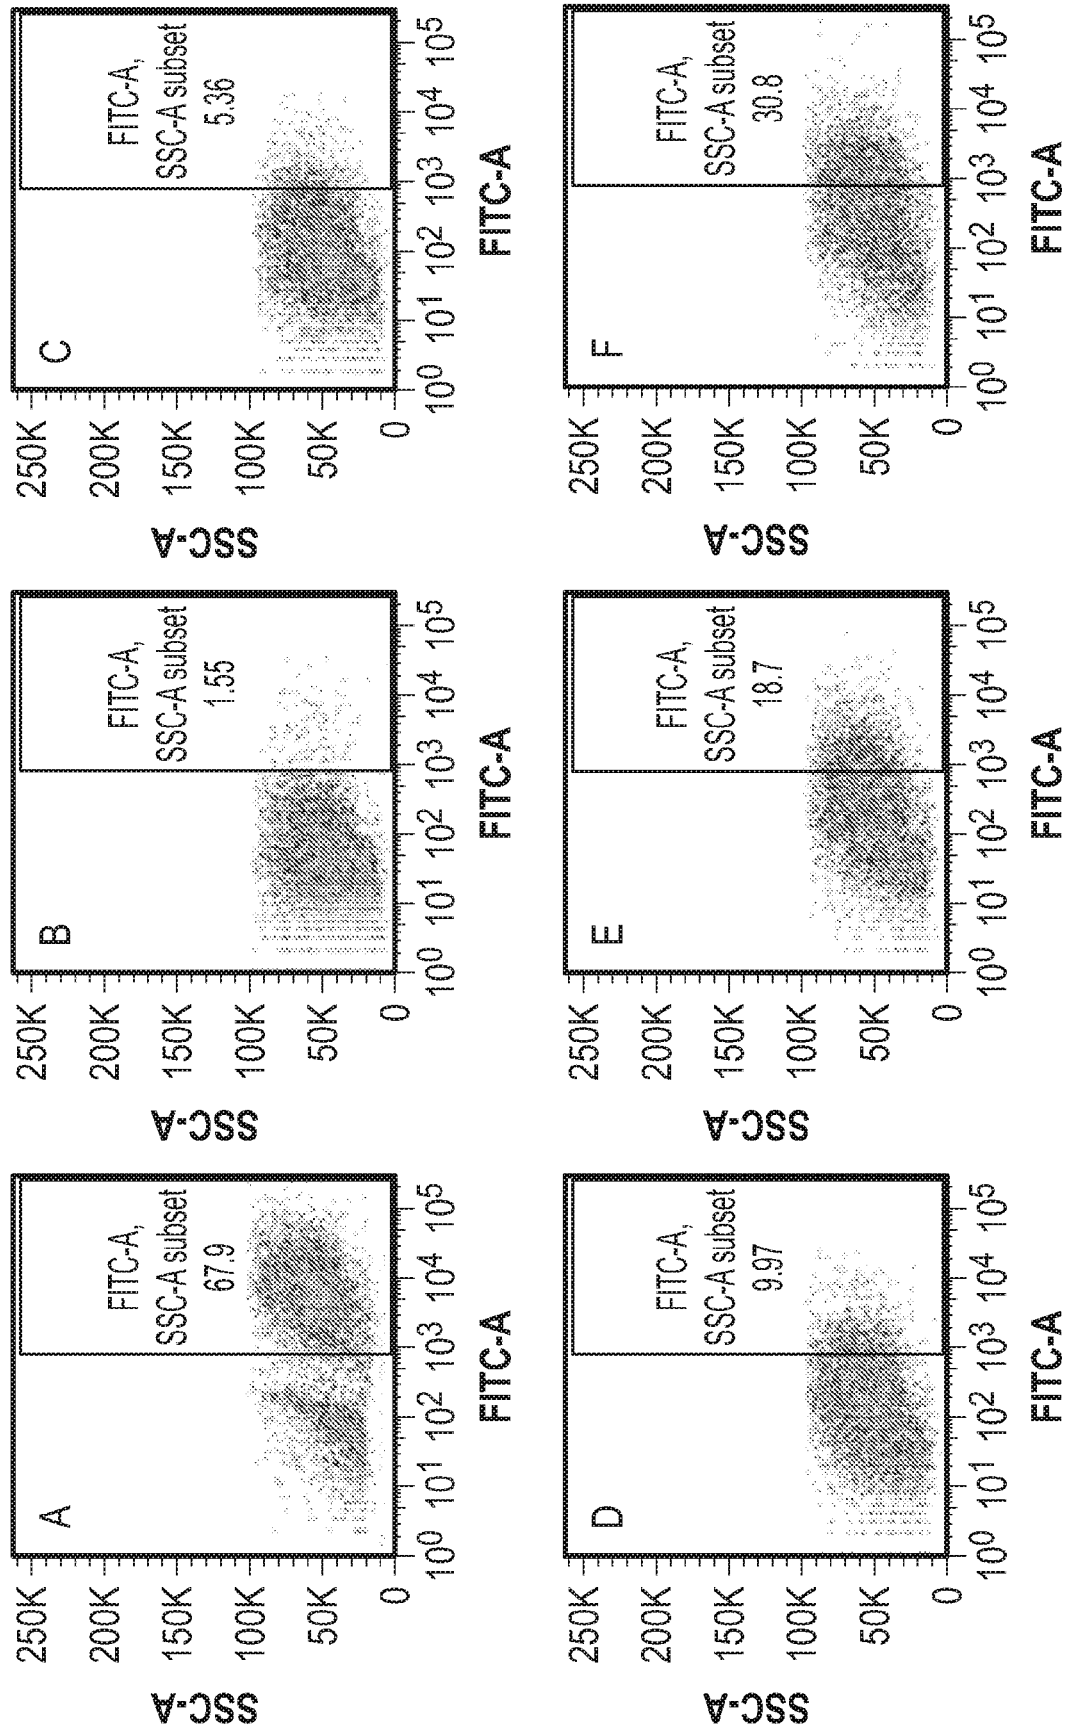 A
FITC-A,
SSC-A subset
67.9
250K
200K
150K
100K
50K
0
SSC-A
10⁰ 10¹ 10² 10³ 10⁴ 10⁵
FITC-A
B
FITC-A,
SSC-A subset
1.55
250K
200K
150K
100K
50K
0
SSC-A
10⁰ 10¹ 10² 10³ 10⁴ 10⁵
FITC-A
C
FITC-A,
SSC-A subset
5.36
250K
200K
150K
100K
50K
0
SSC-A
10⁰ 10¹ 10² 10³ 10⁴ 10⁵
FITC-A
D
FITC-A,
SSC-A subset
9.97
250K
200K
150K
100K
50K
0
SSC-A
10⁰ 10¹ 10² 10³ 10⁴ 10⁵
FITC-A
E
FITC-A,
SSC-A subset
18.7
250K
200K
150K
100K
50K
0
SSC-A
10⁰ 10¹ 10² 10³ 10⁴ 10⁵
FITC-A
F
FITC-A,
SSC-A subset
30.8
250K
200K
150K
100K
50K
0
SSC-A
10⁰ 10¹ 10² 10³ 10⁴ 10⁵
FITC-A